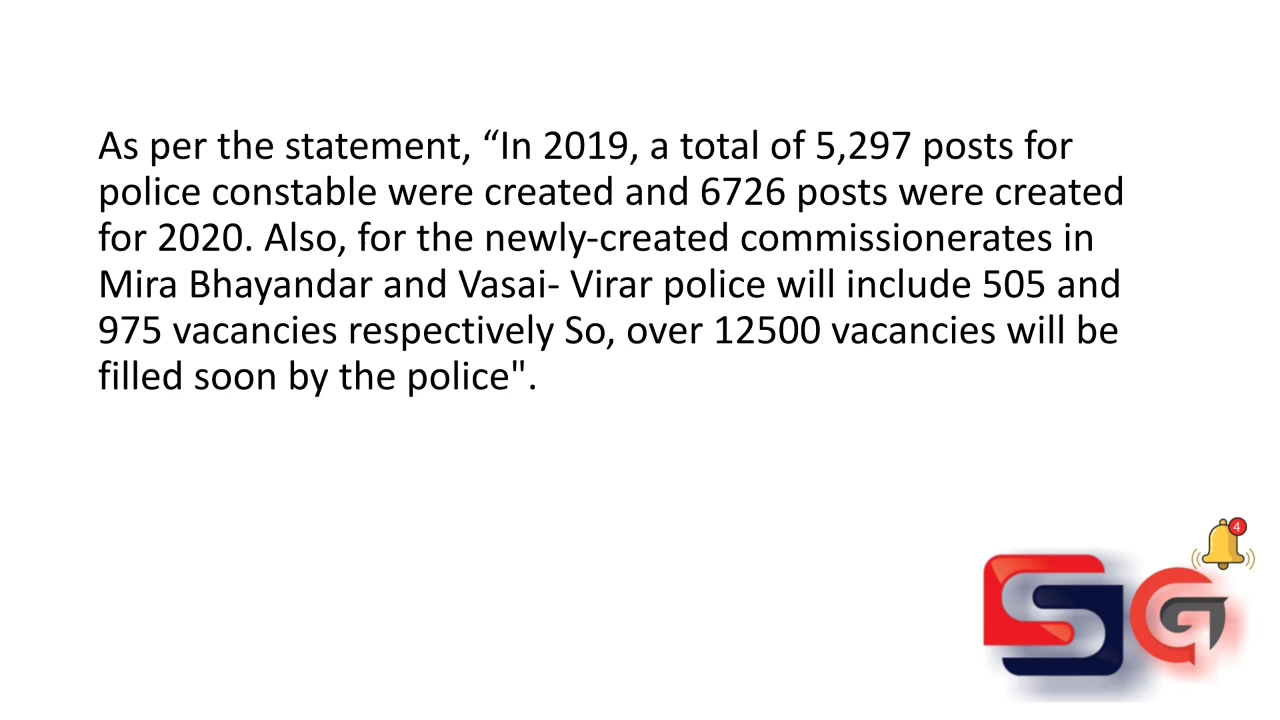 As per the statement, “In 2019, a total of 5,297 posts for
police constable were created and 6726 posts were created
for 2020. Also, for the newly-created commissionerates in
Mira Bhayandar and Vasai- Virar police will include 505 and
975 vacancies respectively So, over 12500 vacancies will be
filled soon by the police".
4
SG